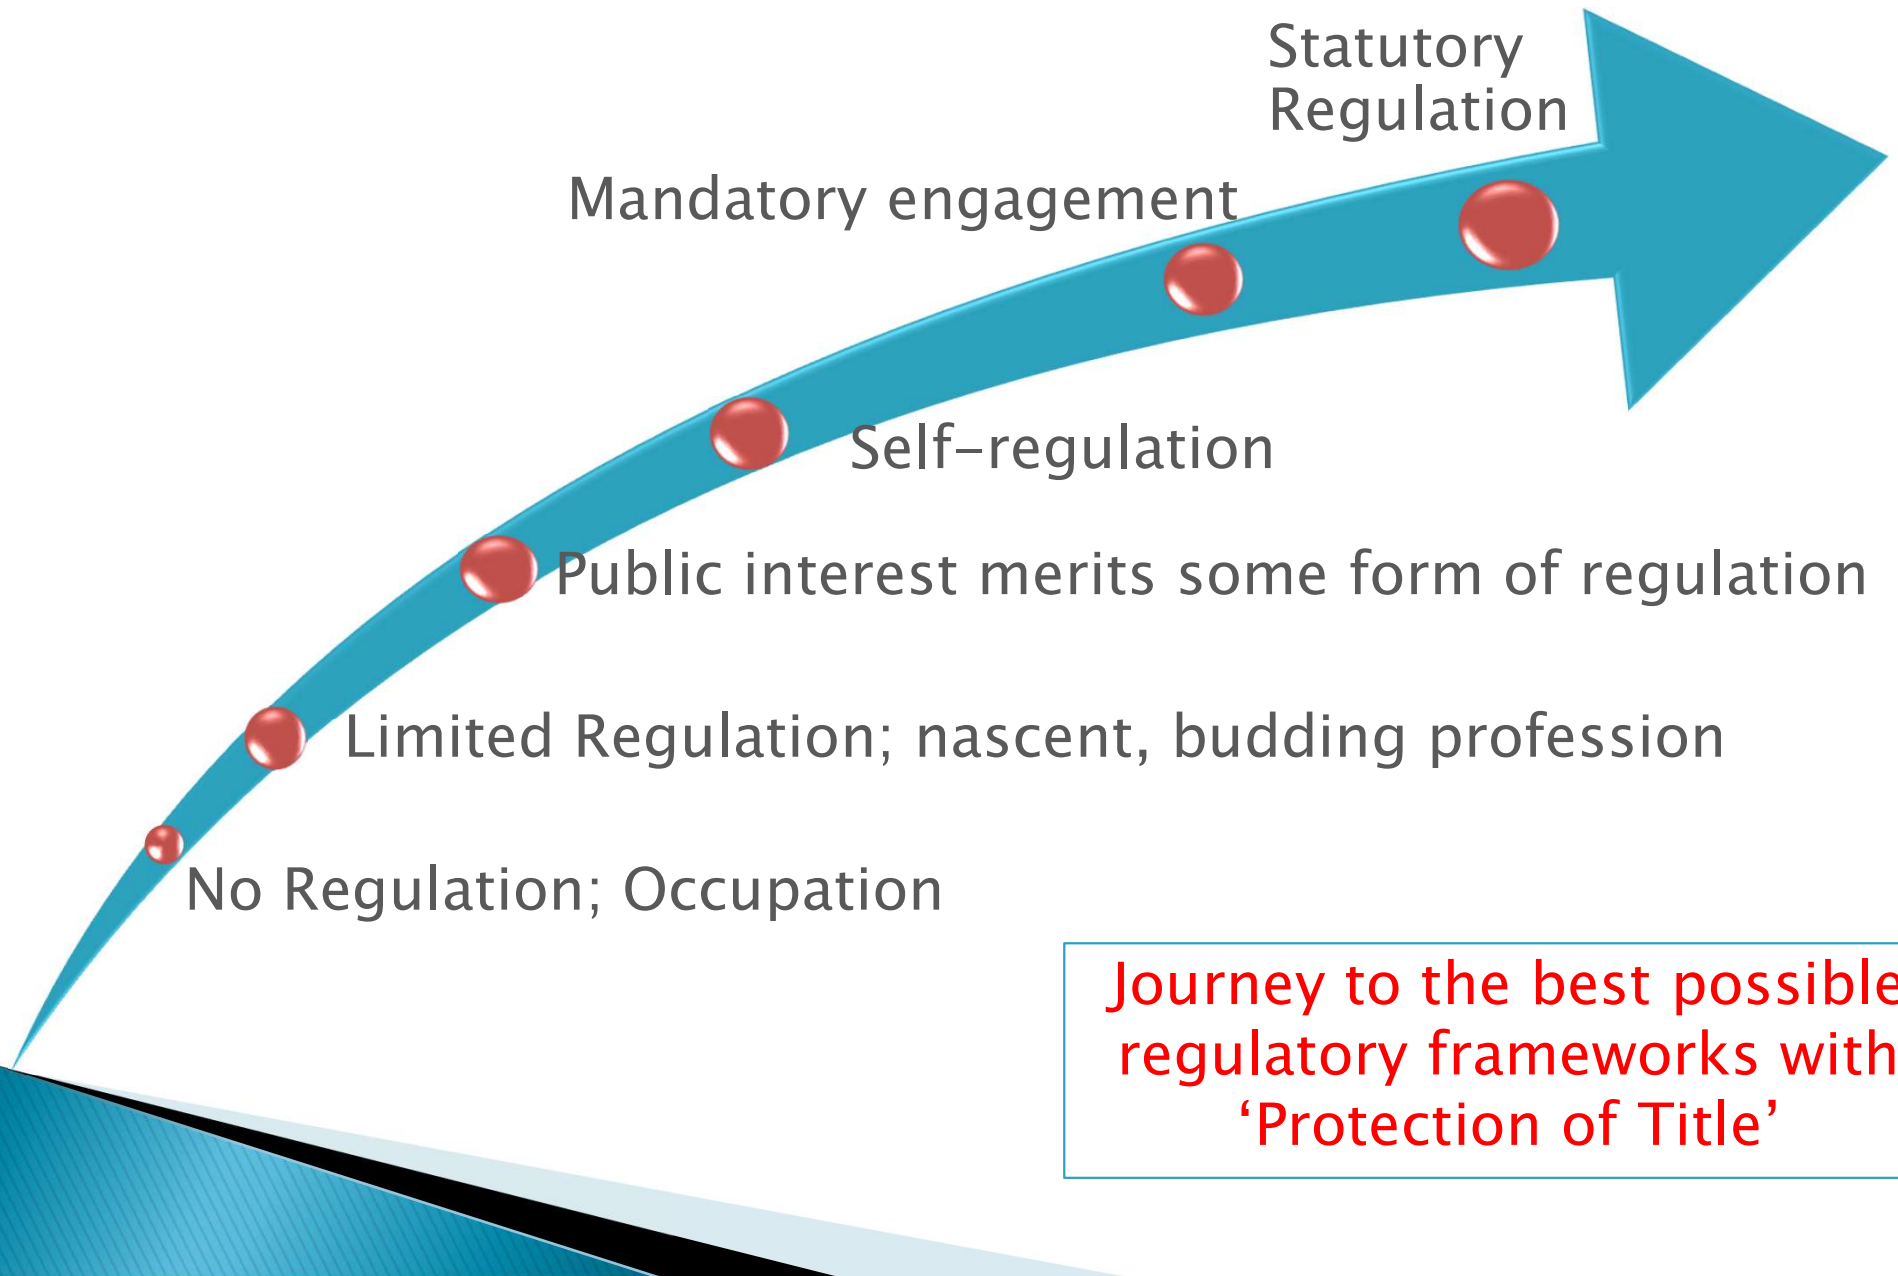 Statutory
Regulation
Mandatory engagement
Self-regulation
Public interest merits some form of regulation
Limited Regulation; nascent, budding profession
No Regulation; Occupation
Journey to the best possible
regulatory frameworks with
‘Protection of Title’